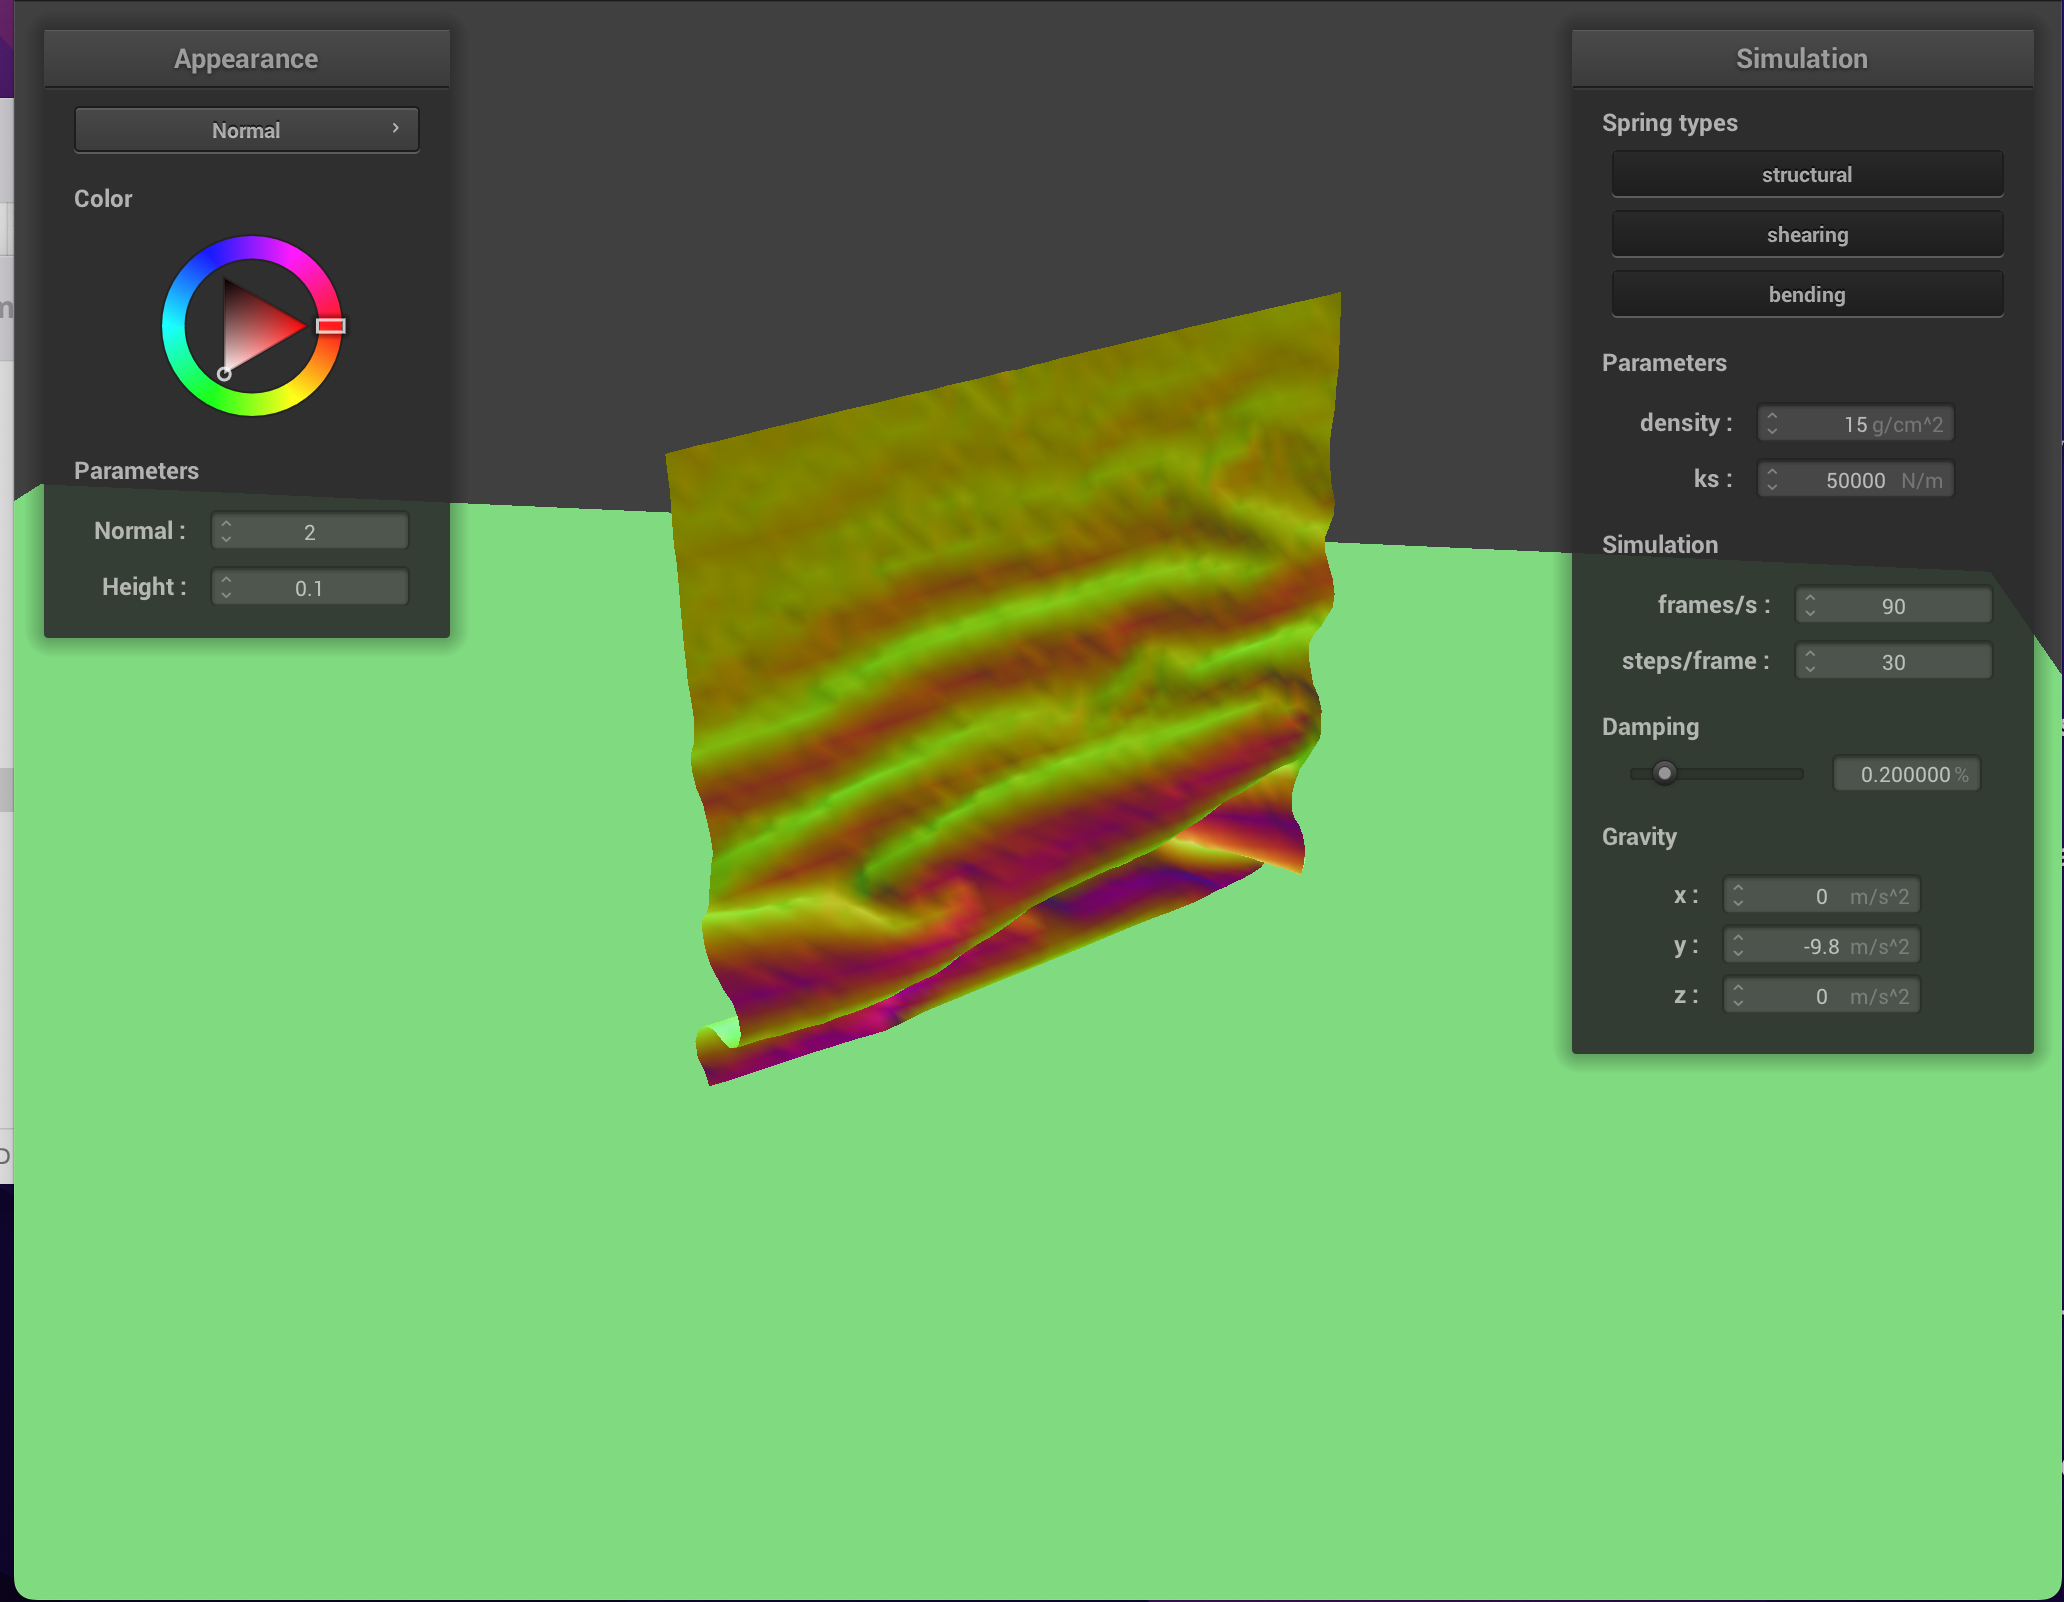 Appearance
Normal
Color
Parameters
Normal :
2
Height :
0.1
Simulation
Spring types
structural
shearing
bending
Parameters
density :
15 g/cm^2
ks :
50000 N/m
Simulation
frames/s :
90
steps/frame :
30
Damping
0.200000 %
Gravity
x :
0 m/s^2
y :
-9.8 m/s^2
z :
0 m/s^2